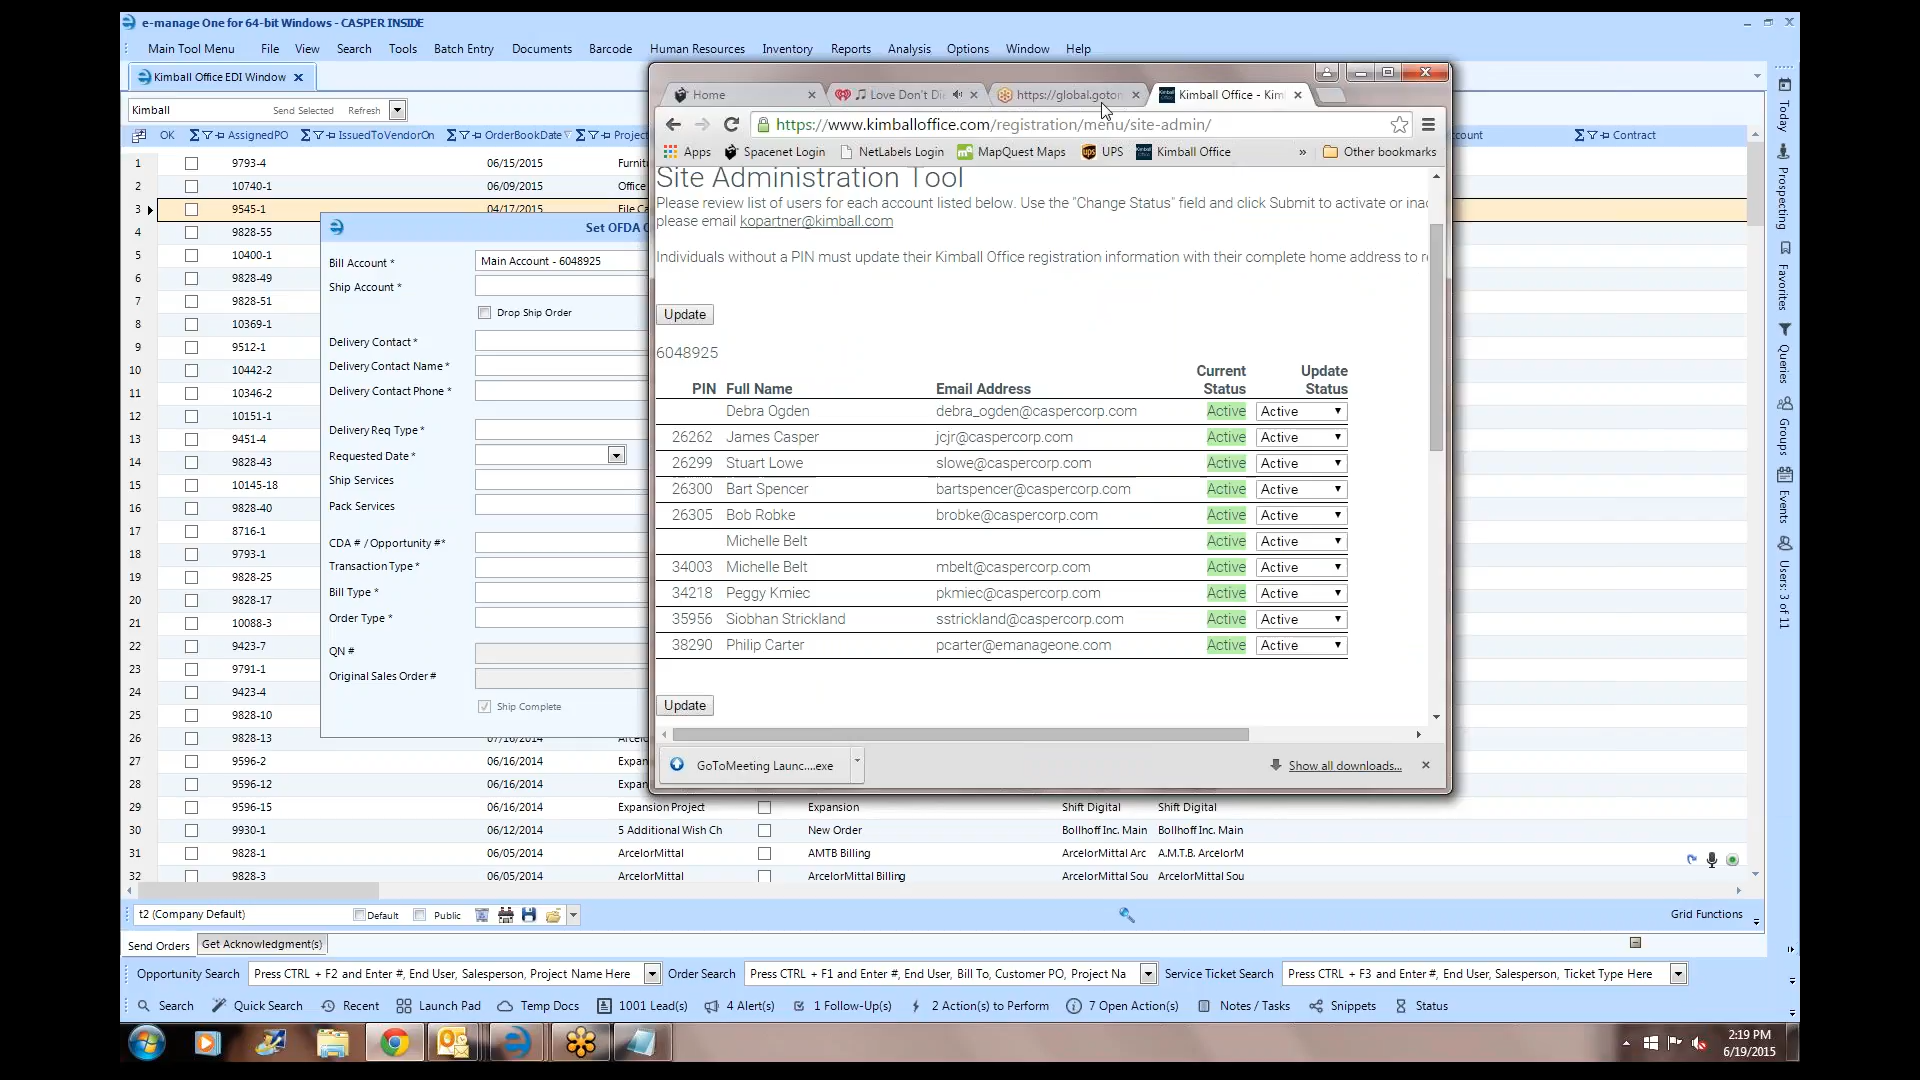 e-manage One for 64-bit Windows - CASPER INSIDE
Main Tool Menu File View Search Tools Batch Entry Documents Barcode Human Resources Inventory Reports Analysis Options Window Help
Kimball Office EDI Window
Kimball Send Selected Refresh
OK AssignedPO IssuedToVendorOn OrderBookDate Project Contract
1 9793-4 06/15/2015 Furnit
2 10740-1 06/09/2015 Office
3 9545-1 04/17/2015 File Ca
4 9828-55
5 10400-1
6 9828-49
7 9828-51
8 10369-1
9 9512-1
10 10442-2
11 10346-2
12 10151-1
13 9451-4
14 9828-43
15 10145-18
16 9828-40
17 8716-1
18 9793-1
19 9828-25
20 9828-17
21 10088-3
22 9423-7
23 9791-1
24 9423-4
25 9828-10
26 9828-13 07/16/2014 Expan
27 9596-2 06/16/2014 Expan
28 9596-12 06/16/2014 Expan
29 9596-15 06/16/2014 Expansion Project Expansion Shift Digital Shift Digital
30 9930-1 06/12/2014 5 Additional Wish Ch New Order Bollhoff Inc. Main Bollhoff Inc. Main
31 9828-1 06/05/2014 ArcelorMittal AMTB Billing ArcelorMittal Arc A.M.T.B. ArcelorM
32 9828-3 06/05/2014 ArcelorMittal ArcelorMittal Billing ArcelorMittal Sou ArcelorMittal Sou
Set OFDA
Bill Account * Main Account - 6048925
Ship Account *
Drop Ship Order
Delivery Contact *
Delivery Contact Name *
Delivery Contact Phone *
Delivery Req Type *
Requested Date *
Ship Services
Pack Services
CDA # / Opportunity #*
Transaction Type *
Bill Type *
Order Type *
QN #
Original Sales Order #
Ship Complete
Home Love Don't Die https://global.goton Kimball Office - Kim
https://www.kimballoffice.com/registration/menu/site-admin/
Apps Spacenet Login NetLabels Login MapQuest Maps UPS Kimball Office » Other bookmarks
Site Administration Tool
Please review list of users for each account listed below. Use the "Change Status" field and click Submit to activate or inac
please email kopartner@kimball.com
Individuals without a PIN must update their Kimball Office registration information with their complete home address to re
Update
6048925
PIN Full Name Email Address Current Status Update Status
Debra Ogden debra_ogden@caspercorp.com Active Active
26262 James Casper jcjr@caspercorp.com Active Active
26299 Stuart Lowe slowe@caspercorp.com Active Active
26300 Bart Spencer bartspencer@caspercorp.com Active Active
26305 Bob Robke brobke@caspercorp.com Active Active
Michelle Belt Active Active
34003 Michelle Belt mbelt@caspercorp.com Active Active
34218 Peggy Kmiec pkmiec@caspercorp.com Active Active
35956 Siobhan Strickland sstrickland@caspercorp.com Active Active
38290 Philip Carter pcarter@emanageone.com Active Active
Update
GoToMeeting Launc....exe Show all downloads...
Today
Prospecting
Favorites
Queries
Groups
Events
Users: 3 of 11
t2 (Company Default) Default Public Grid Functions
Send Orders Get Acknowledgment(s)
Opportunity Search Press CTRL + F2 and Enter #, End User, Salesperson, Project Name Here Order Search Press CTRL + F1 and Enter #, End User, Bill To, Customer PO, Project Na Service Ticket Search Press CTRL + F3 and Enter #, End User, Salesperson, Ticket Type Here
Search Quick Search Recent Launch Pad Temp Docs 1001 Lead(s) 4 Alert(s) 1 Follow-Up(s) 2 Action(s) to Perform 7 Open Action(s) Notes / Tasks Snippets Status
2:19 PM
6/19/2015